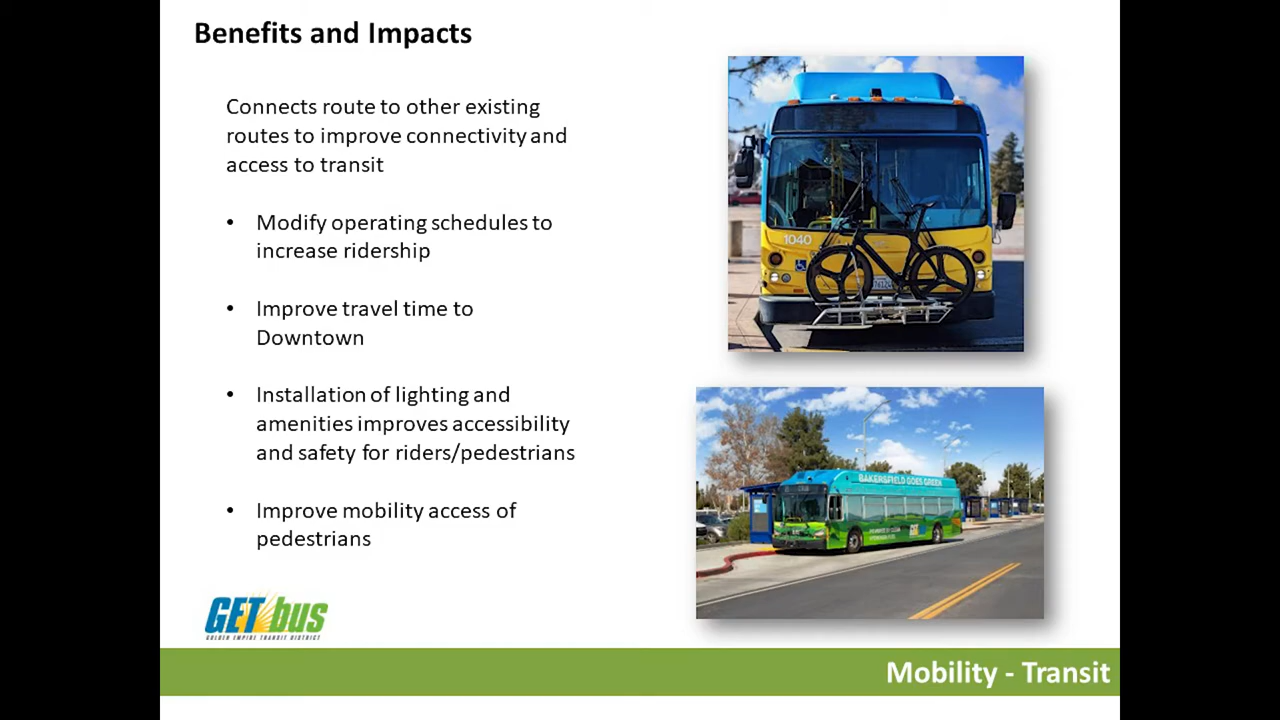 Benefits and Impacts
Connects route to other existing
routes to improve connectivity and
access to transit
• Modify operating schedules to
increase ridership
• Improve travel time to
Downtown
• Installation of lighting and
amenities improves accessibility
and safety for riders/pedestrians
• Improve mobility access of
pedestrians
1040
BAKERSFIELD GOES GREEN
GET
GET bus
GOLDEN EMPIRE TRANSIT DISTRICT
Mobility - Transit